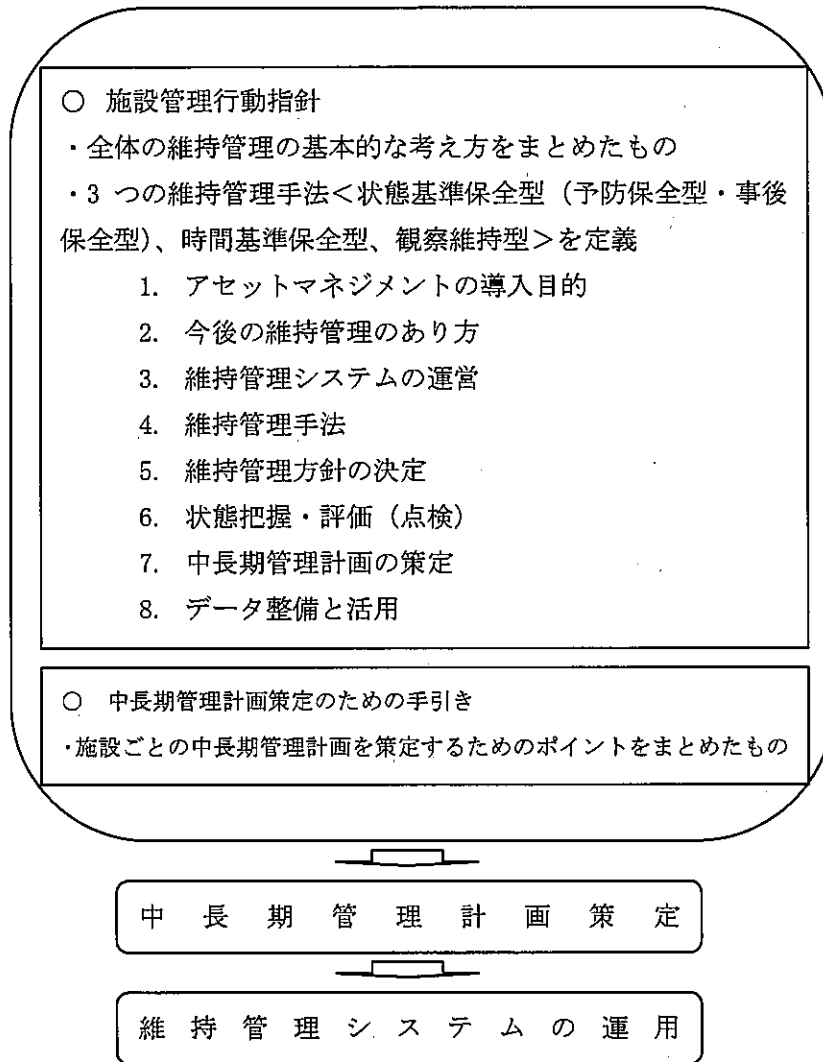 ○ 施設管理行動指針
・全体の維持管理の基本的な考え方をまとめたもの
・3 つの維持管理手法<状態基準保全型（予防保全型・事後
保全型）、時間基準保全型、観察維持型>を定義
1. アセットマネジメントの導入目的
2. 今後の維持管理のあり方
3. 維持管理システムの運営
4. 維持管理手法
5. 維持管理方針の決定
6. 状態把握・評価（点検）
7. 中長期管理計画の策定
8. データ整備と活用
○ 中長期管理計画策定のための手引き
・施設ごとの中長期管理計画を策定するためのポイントをまとめたもの
中長期管理計画策定
維持管理システムの運用